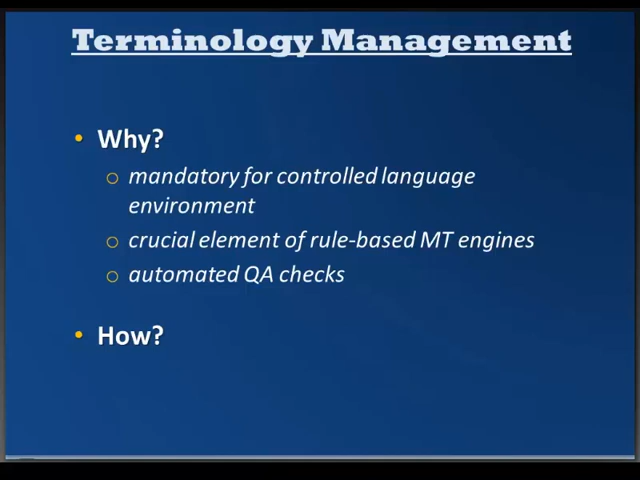 Terminology Management
• Why?
o mandatory for controlled language
environment
o crucial element of rule-based MT engines
o automated QA checks
• How?